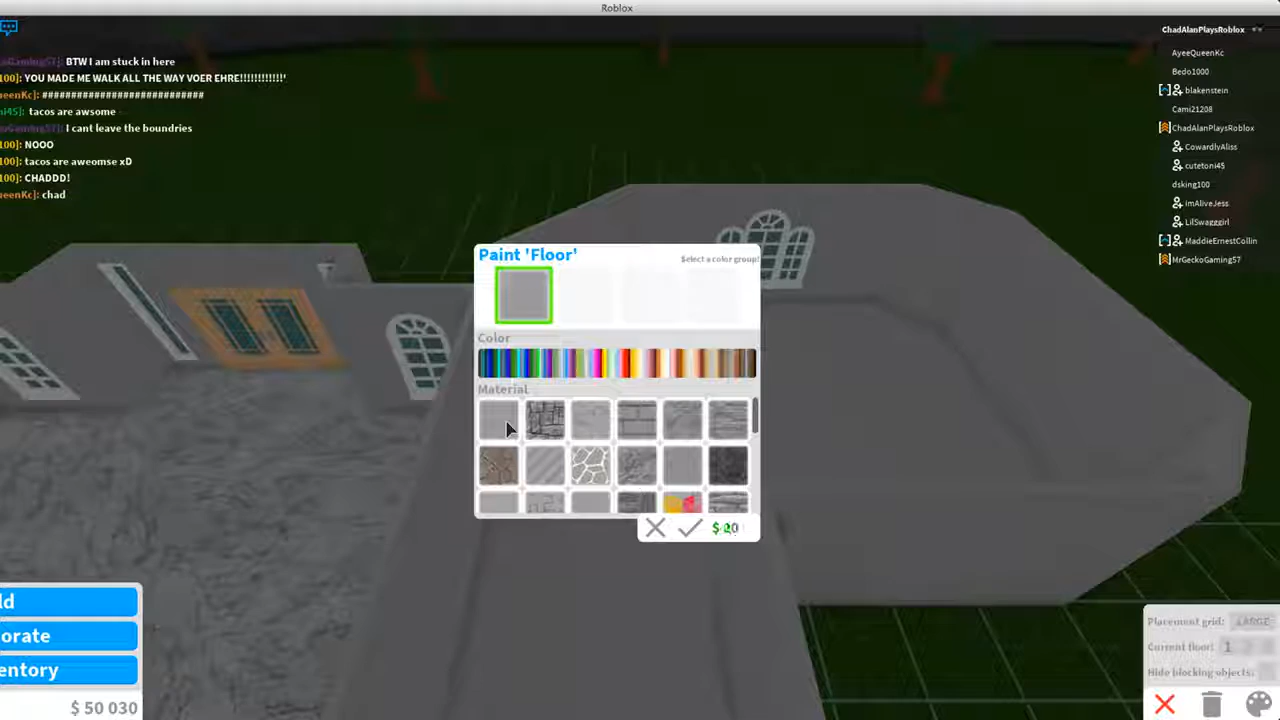 Roblox
BTW I am stuck in here
100]: YOU MADE ME WALK ALL THE WAY VOER EHRE!!!!!!!!!!!!'
ueenKc]: ############################
ni45]: tacos are awsome
I cant leave the boundries
100]: NOOO
100]: tacos are aweomse xD
100]: CHADDD!
ueenKc]: chad
ChadAlanPlaysRoblox
AyeeQueenKc
Bedo1000
blakenstein
Cami21208
ChadAlanPlaysRoblox
CowardlyAliss
cutetoni45
dsking100
imAliveJess
LilSwagggirl
MaddieErnestCollin
MrGeckoGaming57
Paint 'Floor'
Select a color group!
Color
Material
ld
orate
entory
$ 50 030
Placement grid: LARGE
Current floor: 1
Hide blocking objects: